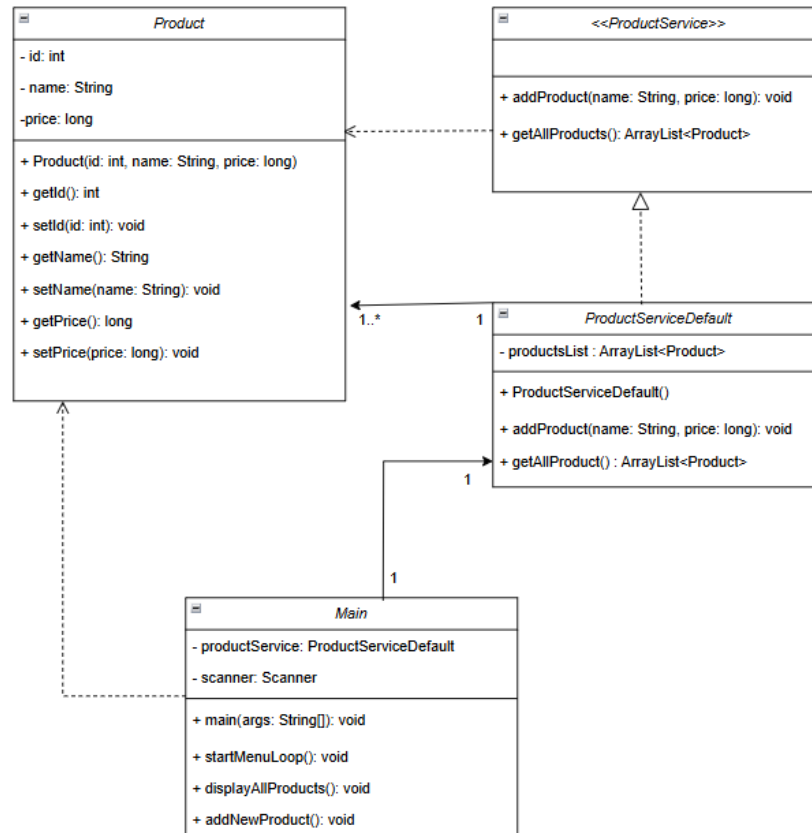 Product
- id: int
- name: String
-price: long
+ Product(id: int, name: String, price: long)
+ getId(): int
+ setId(id: int): void
+ getName(): String
+ setName(name: String): void
+ getPrice(): long
+ setPrice(price: long): void
<<ProductService>>
+ addProduct(name: String, price: long): void
+ getAllProducts(): ArrayList<Product>
1..*
1
ProductServiceDefault
- productsList : ArrayList<Product>
+ ProductServiceDefault()
+ addProduct(name: String, price: long): void
+ getAllProduct() : ArrayList<Product>
1
1
Main
- productService: ProductServiceDefault
- scanner: Scanner
+ main(args: String[]): void
+ startMenuLoop(): void
+ displayAllProducts(): void
+ addNewProduct(): void